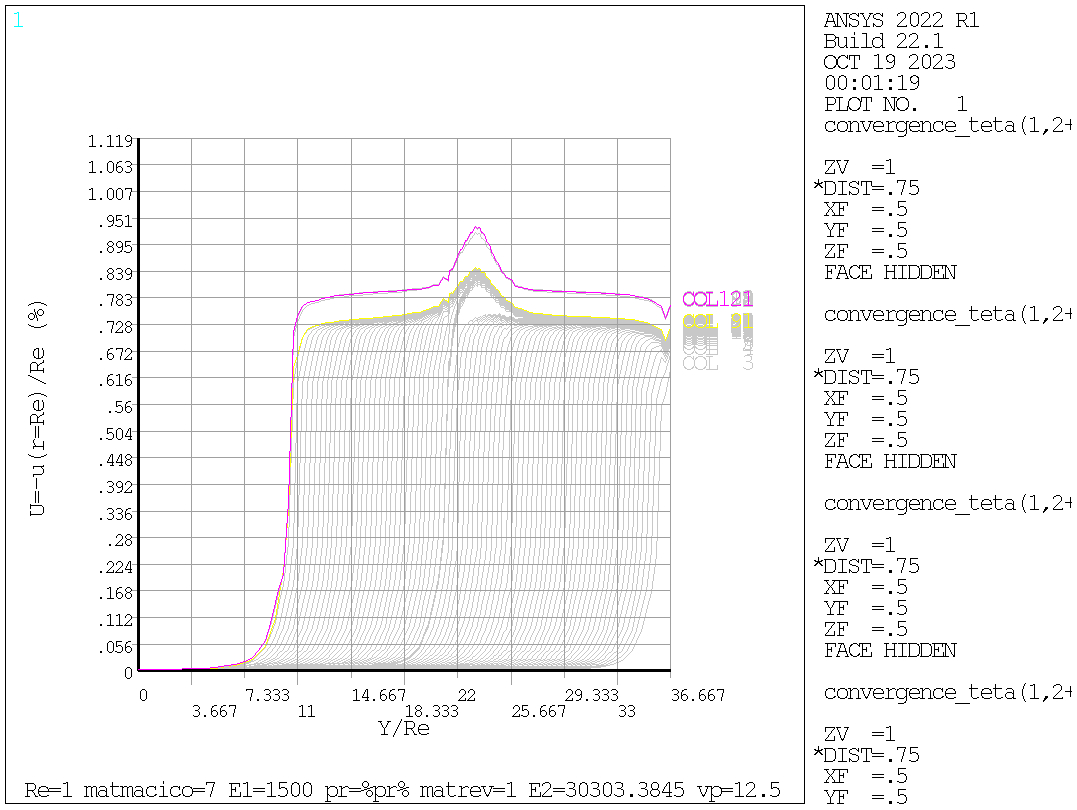 1
ANSYS 2022 R1
Build 22.1
OCT 19 2023
00:01:19
PLOT NO. 1
convergence_teta(1,2+
ZV =1
*DIST=.75
XF =.5
YF =.5
ZF =.5
FACE HIDDEN
convergence_teta(1,2+
ZV =1
*DIST=.75
XF =.5
YF =.5
ZF =.5
FACE HIDDEN
convergence_teta(1,2+
ZV =1
*DIST=.75
XF =.5
YF =.5
ZF =.5
FACE HIDDEN
convergence_teta(1,2+
ZV =1
*DIST=.75
XF =.5
YF =.5
U=-u(r=Re)/Re (%)
1.119
1.063
1.007
.951
.895
.839
.783
.728
.672
.616
.56
.504
.448
.392
.336
.28
.224
.168
.112
.056
0
COL121
COL 3
0 7.333 14.667 22 29.333 36.667
3.667 11 18.333 25.667 33
Y/Re
Re=1 matmacico=7 E1=1500 pr=%pr% matrev=1 E2=30303.3845 vp=12.5